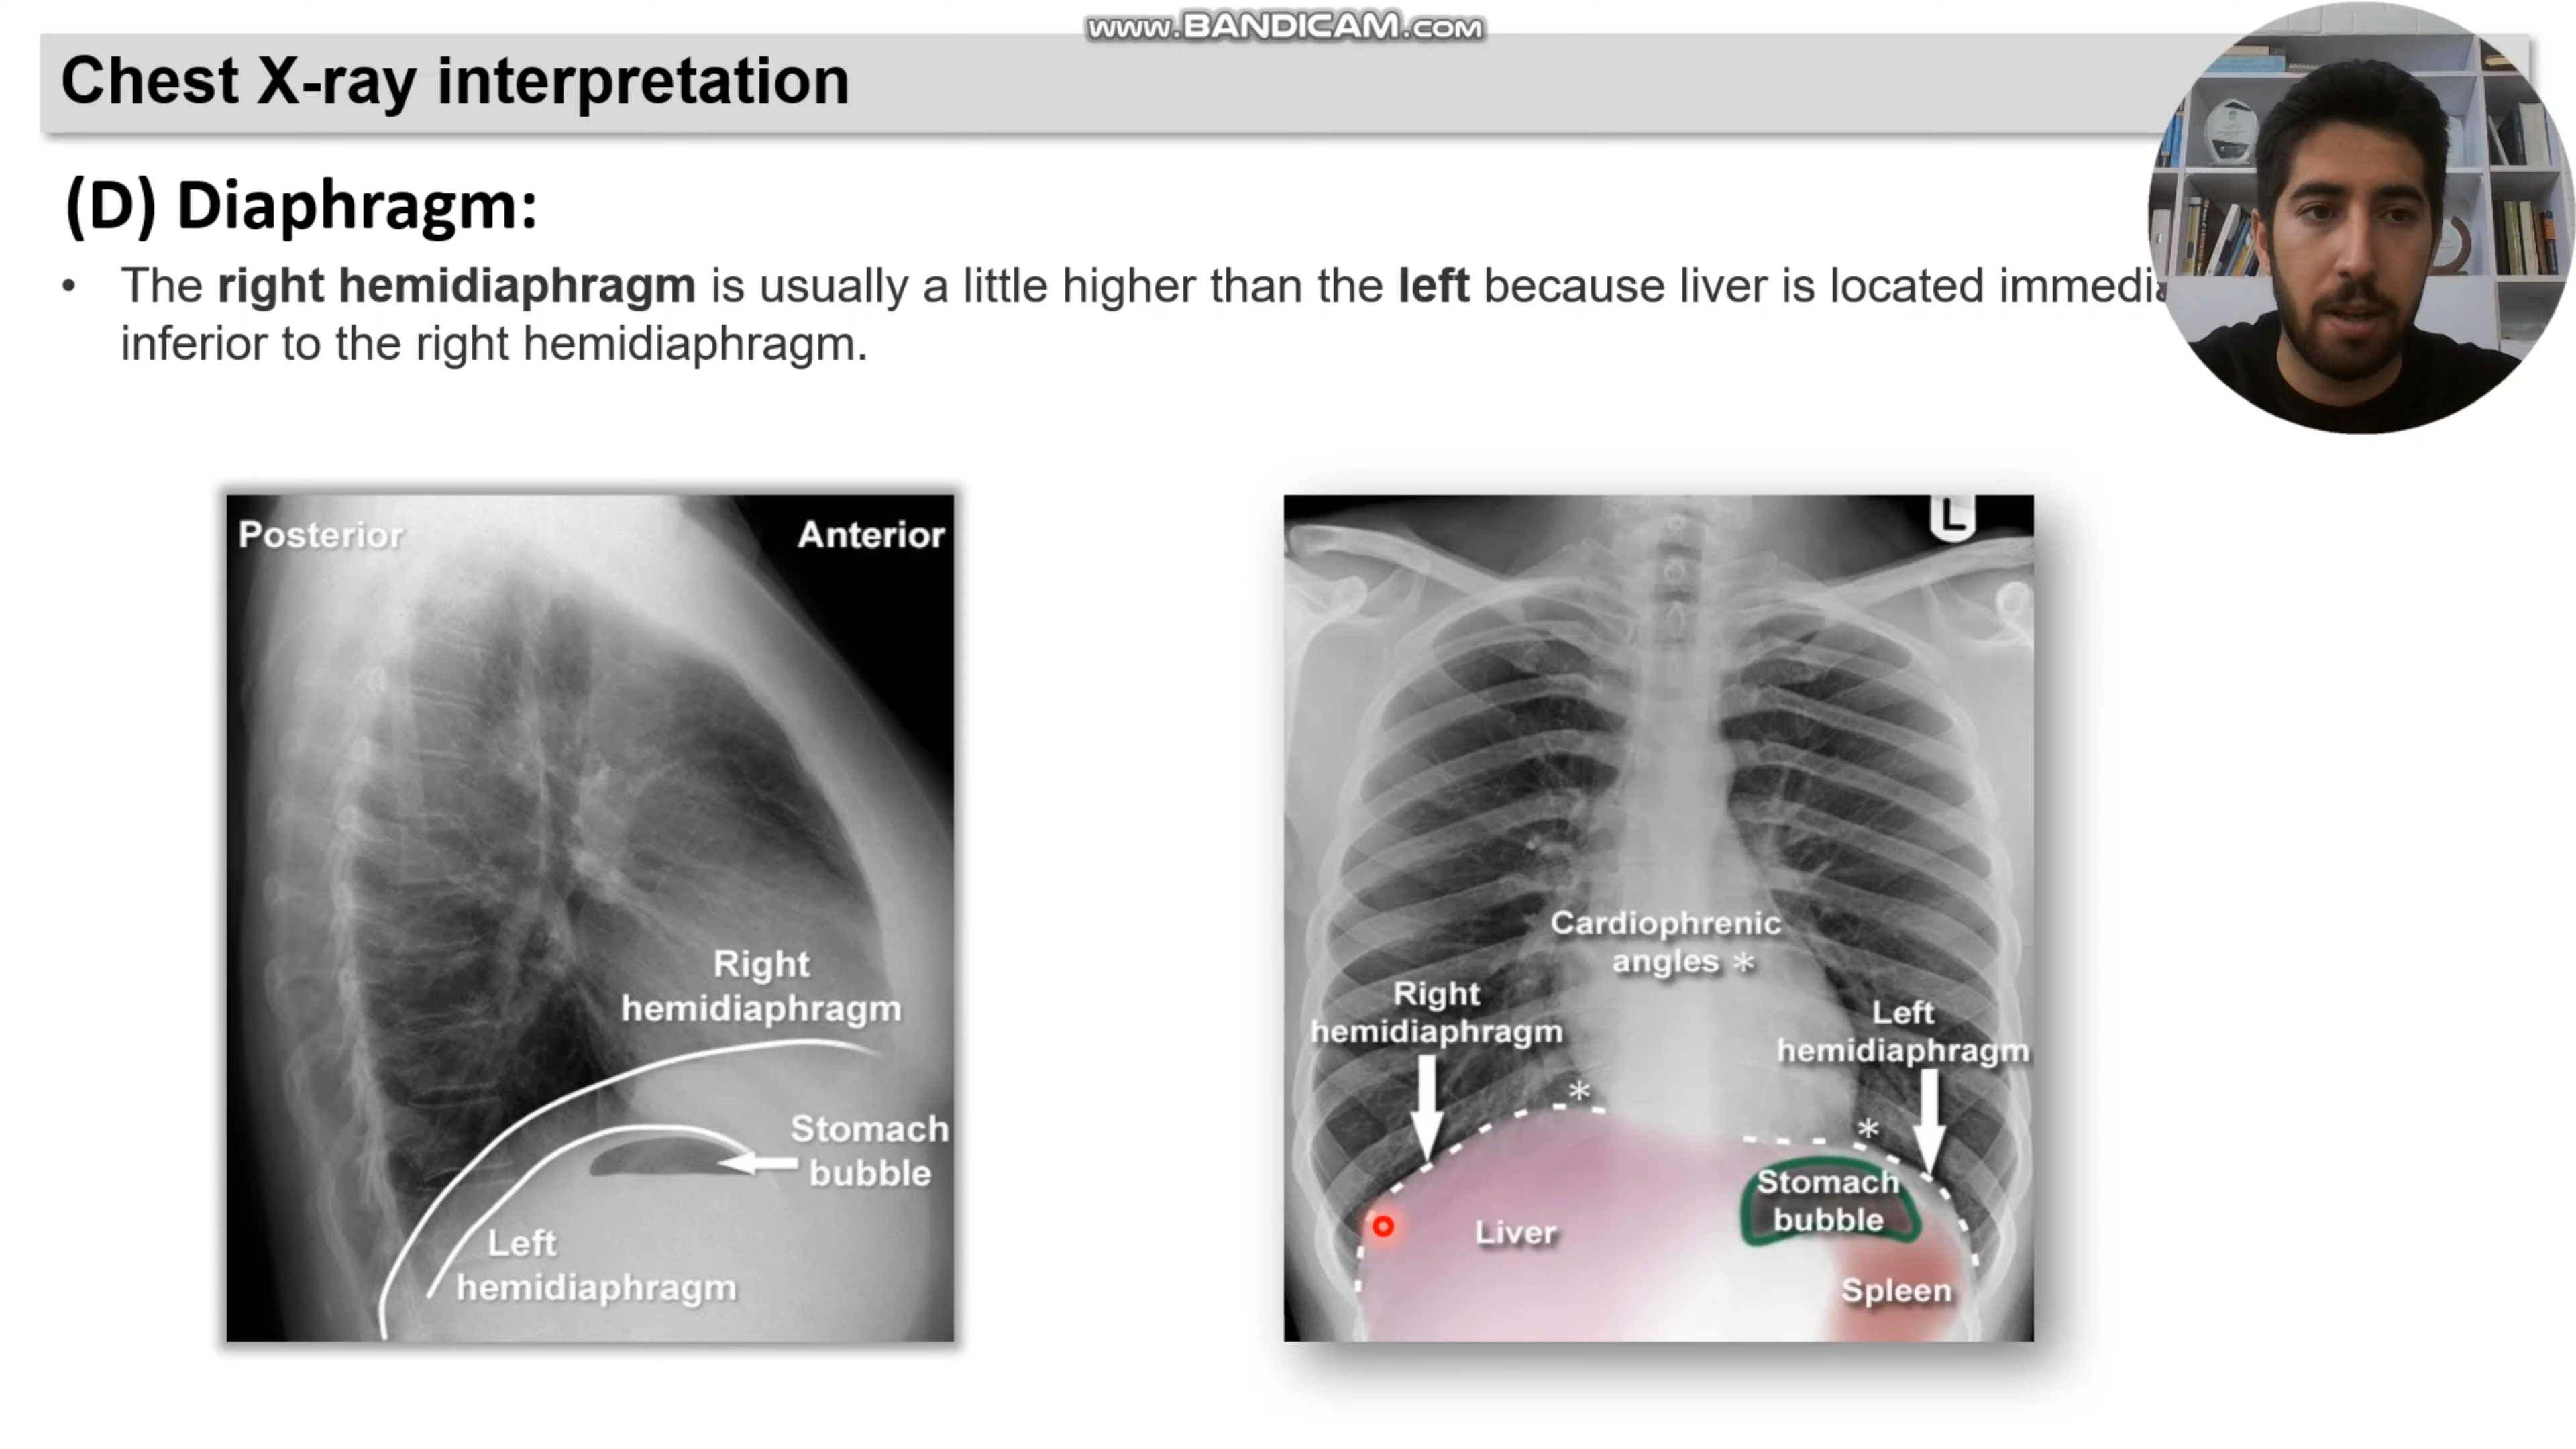 www.BANDICAM.com
Chest X-ray interpretation
(D) Diaphragm:
• The right hemidiaphragm is usually a little higher than the left because liver is located
inferior to the right hemidiaphragm.
Posterior
Anterior
Right
hemidiaphragm
Stomach
bubble
Left
hemidiaphragm
L
Cardiophrenic
angles *
Right
hemidiaphragm
Left
hemidiaphragm
*
*
Stomach
bubble
Liver
Spleen